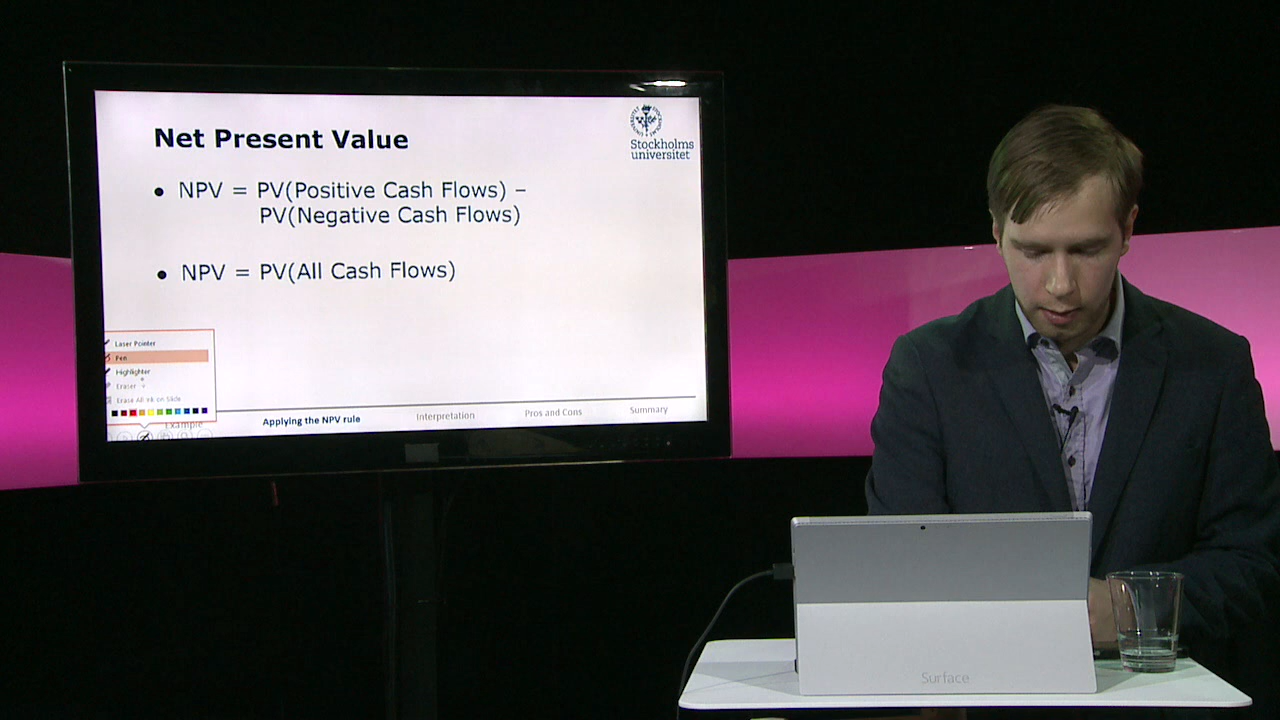 Net Present Value
Stockholms
universitet
• NPV = PV(Positive Cash Flows) –
PV(Negative Cash Flows)
• NPV = PV(All Cash Flows)
Laser Pointer
Pen
Highlighter
Eraser
Erase All Ink on Slide
Example
Applying the NPV rule
Interpretation
Pros and Cons
Summary
Surface